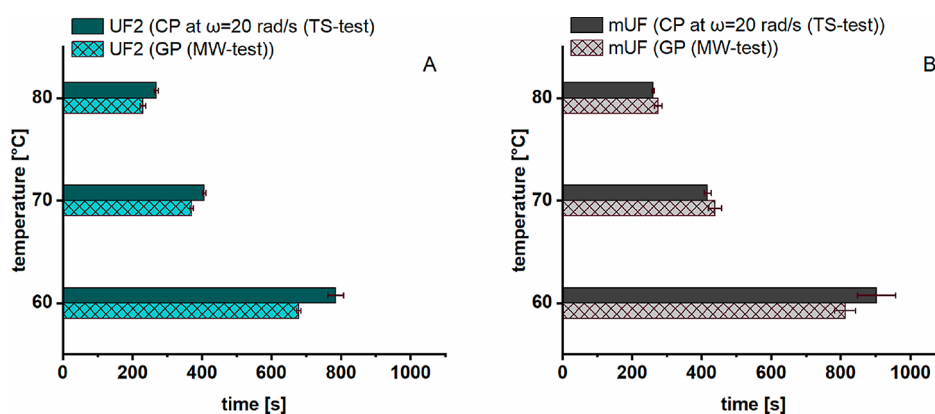 UF2 (CP at ω=20 rad/s (TS-test)
UF2 (GP (MW-test))
A
80
70
60
temperature [°C]
0 200 400 600 800 1000
time [s]
mUF (CP at ω=20 rad/s (TS-test))
mUF (GP (MW-test))
B
80
70
60
temperature [°C]
0 200 400 600 800 1000
time [s]